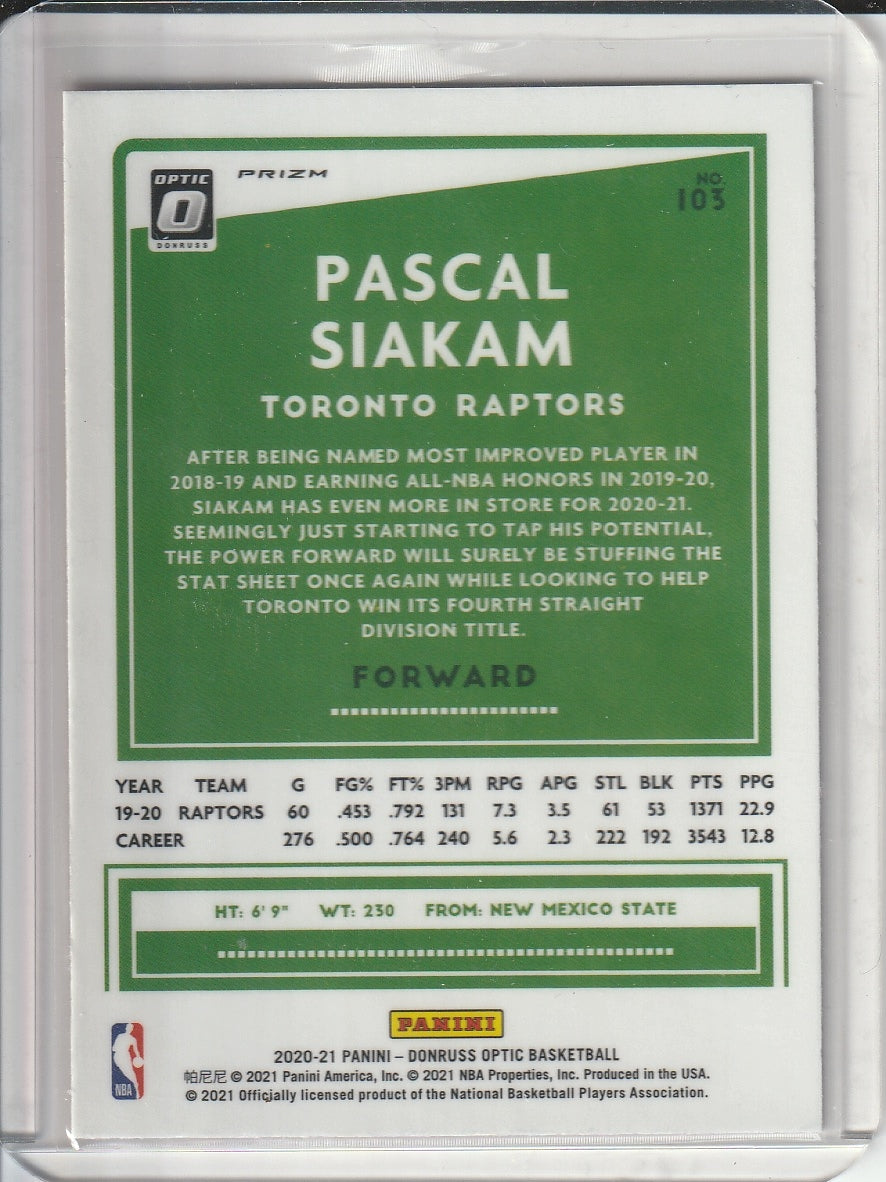 OPTIC
DONRUSS
PRIZM
NO.
103
PASCAL
SIAKAM
TORONTO RAPTORS
AFTER BEING NAMED MOST IMPROVED PLAYER IN
2018-19 AND EARNING ALL-NBA HONORS IN 2019-20,
SIAKAM HAS EVEN MORE IN STORE FOR 2020-21.
SEEMINGLY JUST STARTING TO TAP HIS POTENTIAL,
THE POWER FORWARD WILL SURELY BE STUFFING THE
STAT SHEET ONCE AGAIN WHILE LOOKING TO HELP
TORONTO WIN ITS FOURTH STRAIGHT
DIVISION TITLE.
FORWARD
YEAR TEAM G FG% FT% 3PM RPG APG STL BLK PTS PPG
19-20 RAPTORS 60 .453 .792 131 7.3 3.5 61 53 1371 22.9
CAREER 276 .500 .764 240 5.6 2.3 222 192 3543 12.8
HT: 6' 9" WT: 230 FROM: NEW MEXICO STATE
PANINI
NBA
2020-21 PANINI – DONRUSS OPTIC BASKETBALL
帕尼尼 © 2021 Panini America, Inc. © 2021 NBA Properties, Inc. Produced in the USA.
© 2021 Officially licensed product of the National Basketball Players Association.